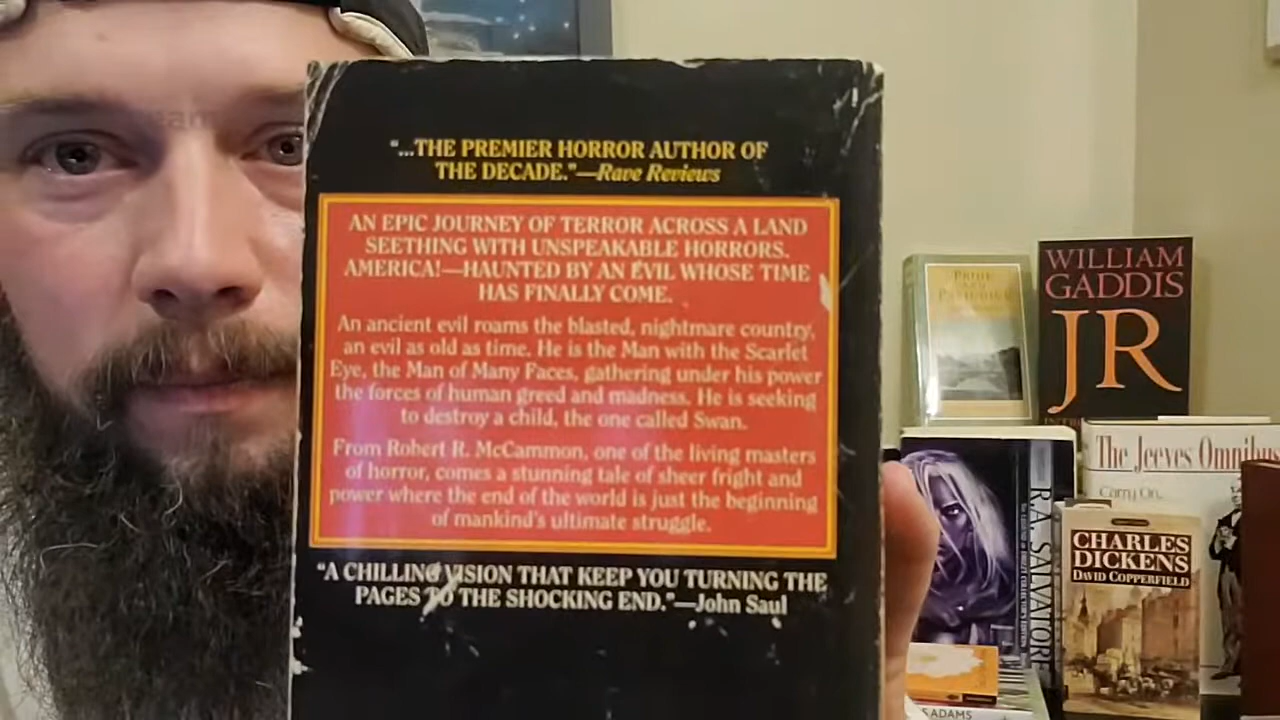 "...THE PREMIER HORROR AUTHOR OF
THE DECADE."—Rave Reviews
AN EPIC JOURNEY OF TERROR ACROSS A LAND
SEETHING WITH UNSPEAKABLE HORRORS.
AMERICA!—HAUNTED BY AN EVIL WHOSE TIME
HAS FINALLY COME.
An ancient evil roams the blasted, nightmare country,
an evil as old as time. He is the Man with the Scarlet
Eye, the Man of Many Faces, gathering under his power
the forces of human greed and madness. He is seeking
to destroy a child, the one called Swan.
From Robert R. McCammon, one of the living masters
of horror, comes a stunning tale of sheer fright and
power where the end of the world is just the beginning
of mankind's ultimate struggle.
"A CHILLING VISION THAT KEEP YOU TURNING THE
PAGES TO THE SHOCKING END."—John Saul
PRIDE
AND
PREJUDICE
WILLIAM
GADDIS
JR
The Jeeves Omnibus
Carry On,
R.A. SALVATORE
CHARLES
DICKENS
DAVID COPPERFIELD
S ADAMS